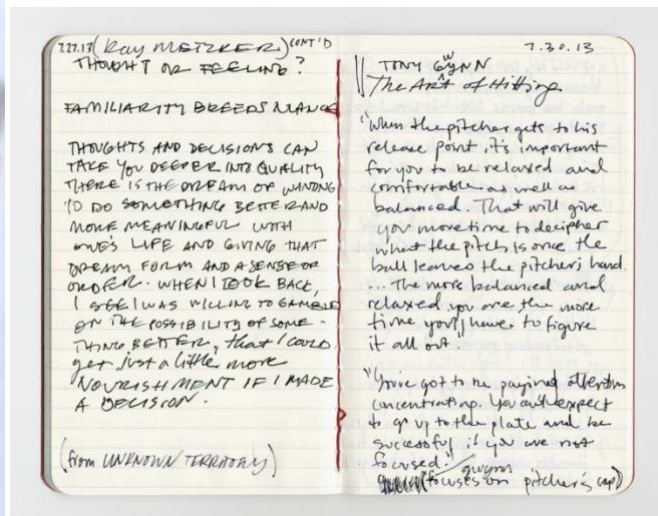 7.27.13 (RAY METZKER) CONT'D
THOUGHT OR FEELING?
FAMILIARITY BREEDS NUANCE
THOUGHTS AND DECISIONS CAN
TAKE YOU DEEPER INTO QUALITY
THERE IS THE DREAM OF WANTING
TO DO SOMETHING BETTER AND
MORE MEANINGFUL WITH
ONE'S LIFE AND GIVING THAT
DREAM FORM AND A SENSE OF
ORDER. WHEN I LOOK BACK,
I SEE I WAS WILLING TO GAMBLE
ON THE POSSIBILITY OF SOME-
THING BETTER, that I could
get just a little more
NOURISHMENT IF I MADE
A DECISION.
(from UNKNOWN TERRITORY)
7.30.13
TONY GWYNN
The Art of Hitting
"When the pitcher gets to his
release point, it's important
for you to be relaxed and
comfortable as well as
balanced. That will give
you more time to decipher
what the pitch is once the
ball leaves the pitcher's hand
... The more balanced and
relaxed you are, the more
time you'll have to figure
it all out."
"You've got to be paying attention
concentrating. You can't expect
to go up to the plate and be
successful if you are not
focused."
gwynn
(focuses on pitcher's cap)